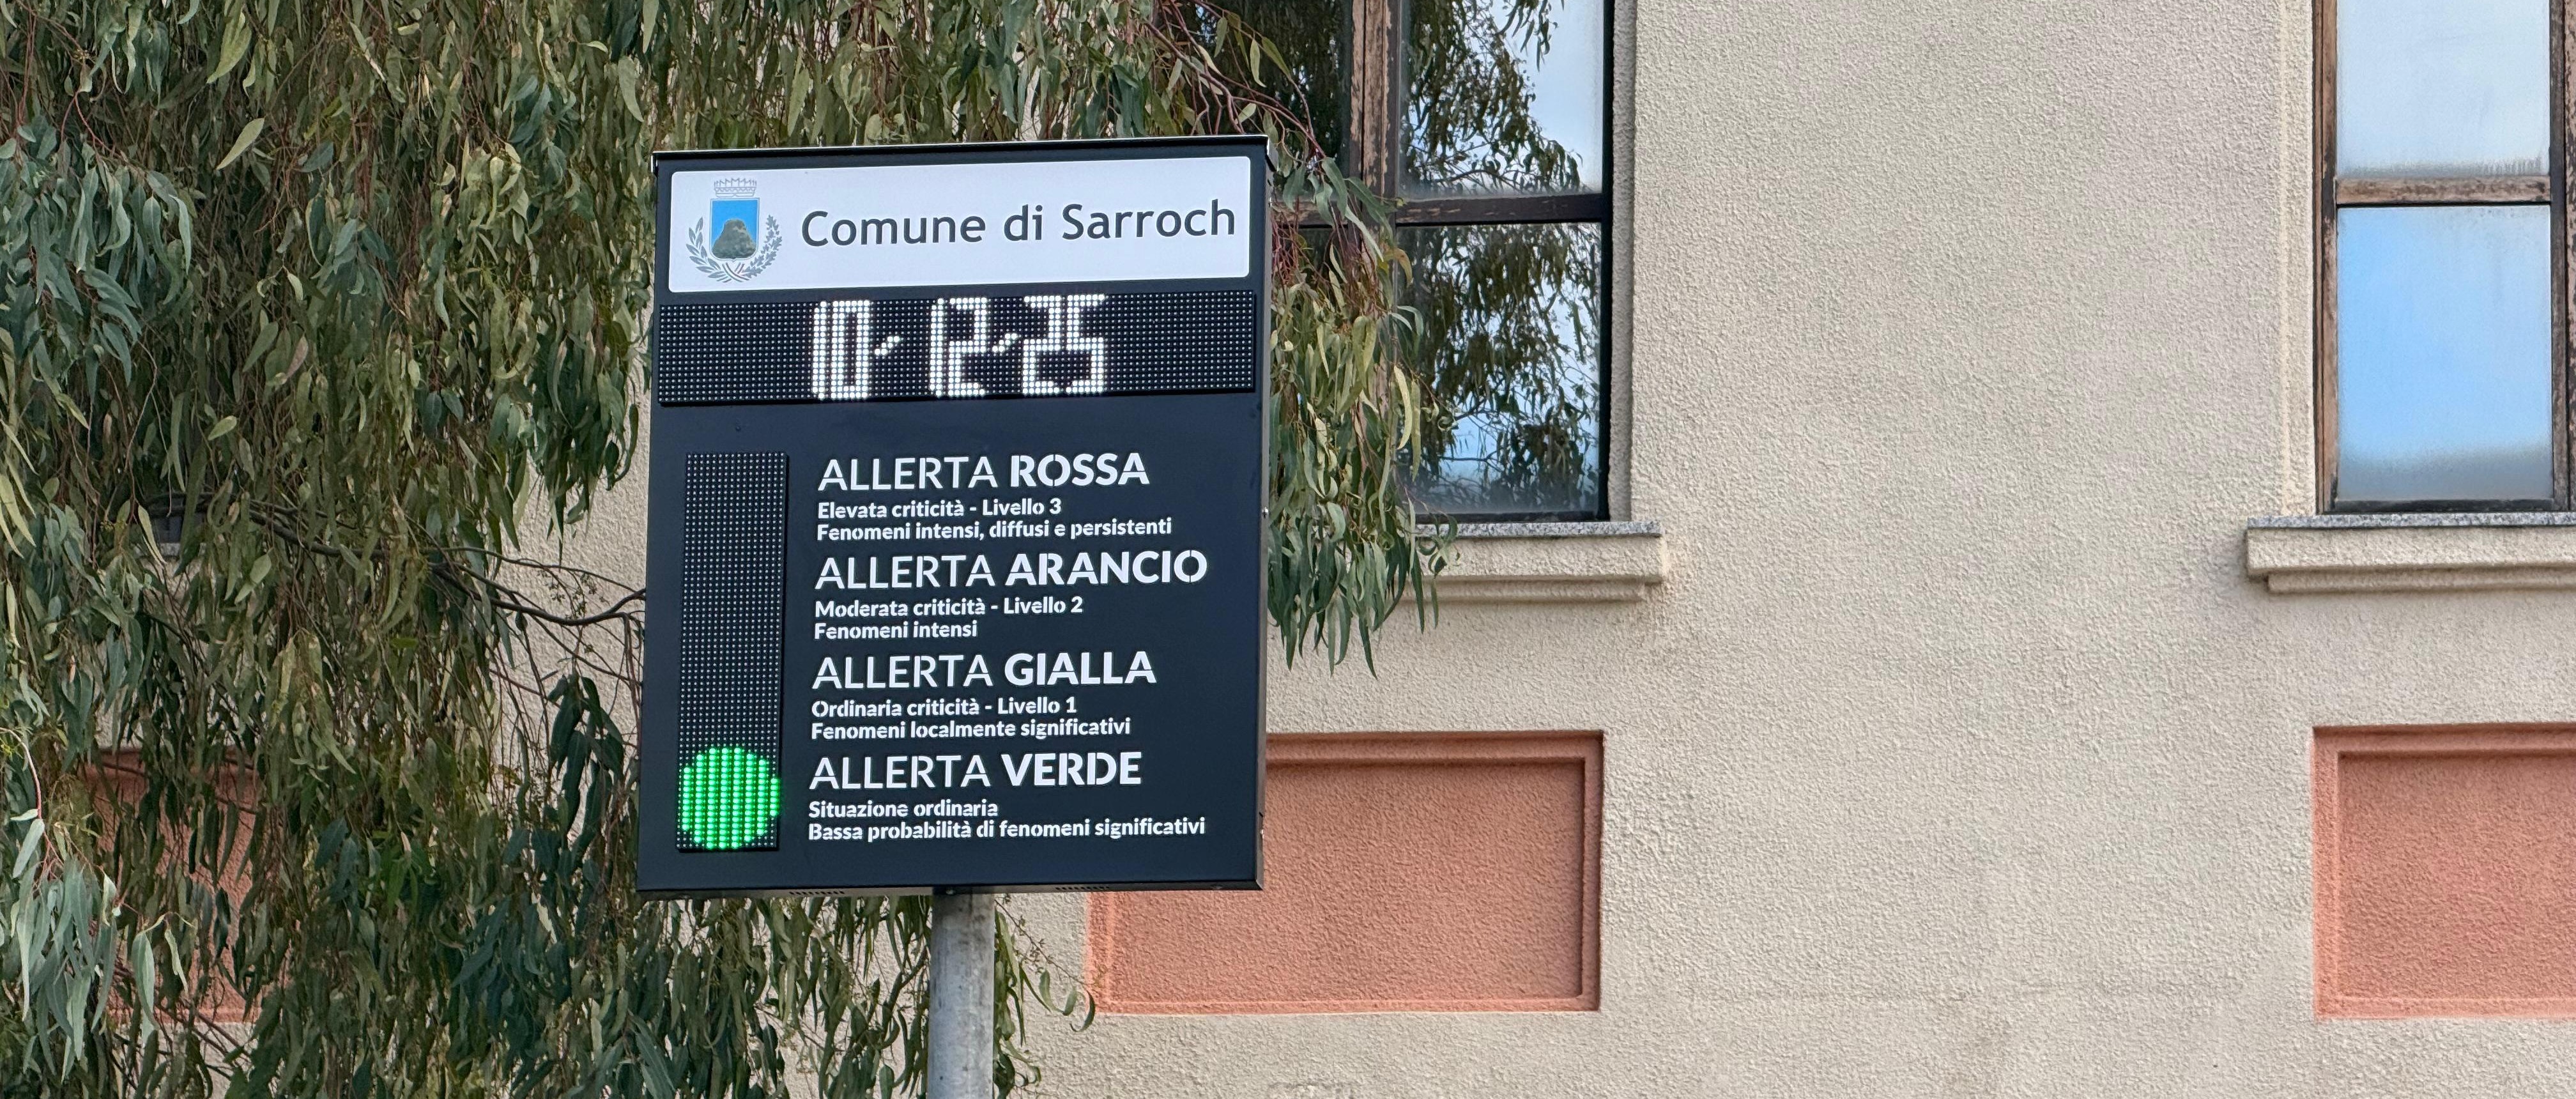 Comune di Sarroch
10-12-25
ALLERTA ROSSA
Elevata criticità - Livello 3
Fenomeni intensi, diffusi e persistenti
ALLERTA ARANCIO
Moderata criticità - Livello 2
Fenomeni intensi
ALLERTA GIALLA
Ordinaria criticità - Livello 1
Fenomeni localmente significativi
ALLERTA VERDE
Situazione ordinaria
Bassa probabilità di fenomeni significativi